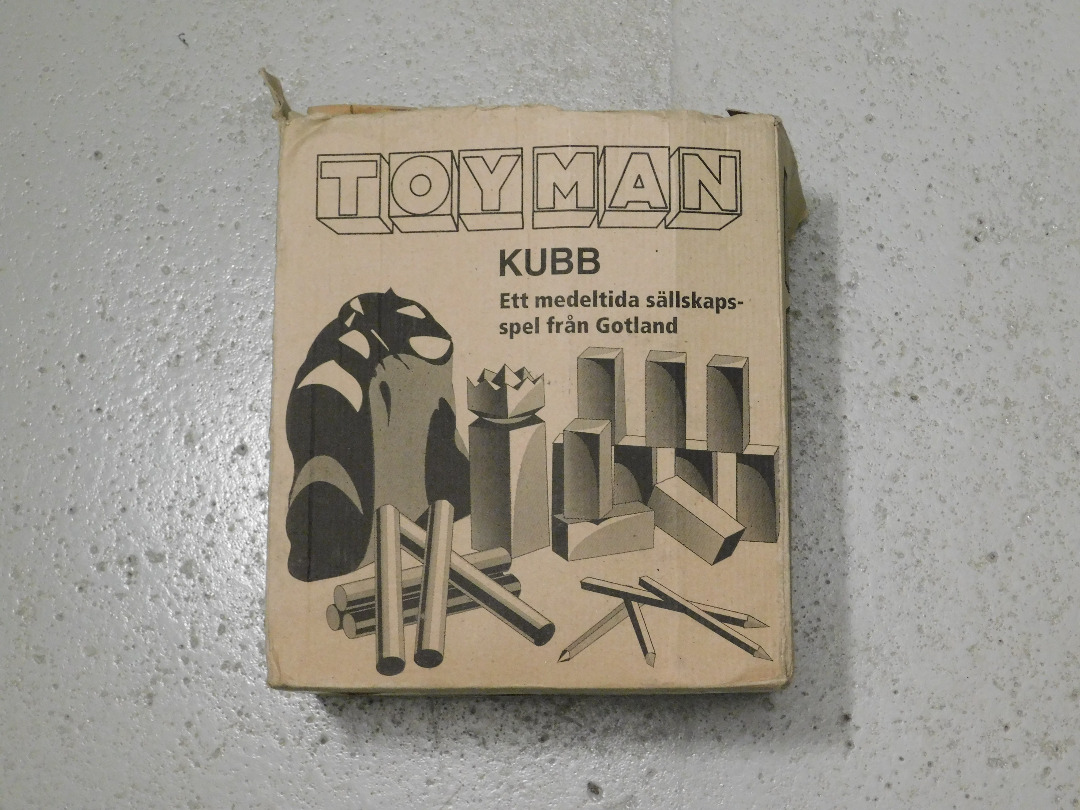 TOYMAN
KUBB
Ett medeltida sällskaps-
spel från Gotland